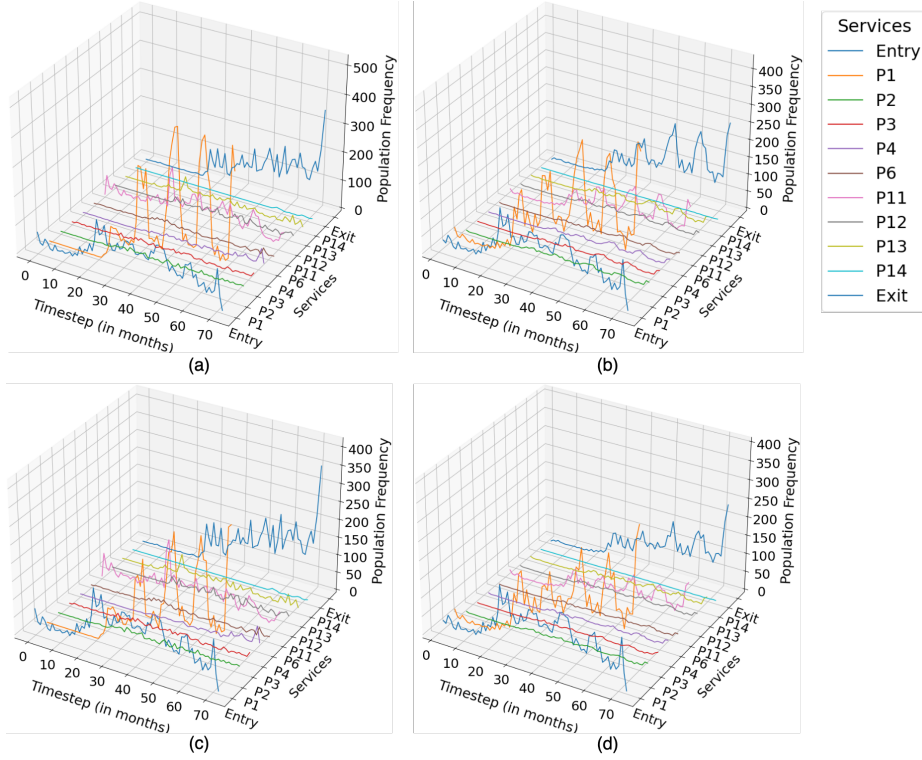 500
400
300
200
100
0
Population Frequency
0
10
20
30
40
50
60
70
Timestep (in months)
Entry
P1
P2
P3
P4
P6
P11
P12
P13
P14
Exit
Services
(a)
400
350
300
250
200
150
100
50
0
Population Frequency
0
10
20
30
40
50
60
70
Timestep (in months)
Entry
P1
P2
P3
P4
P6
P11
P12
P13
P14
Exit
Services
(b)
Services
Entry
P1
P2
P3
P4
P6
P11
P12
P13
P14
Exit
400
350
300
250
200
150
100
50
0
Population Frequency
0
10
20
30
40
50
60
70
Timestep (in months)
Entry
P1
P2
P3
P4
P6
P11
P12
P13
P14
Exit
Services
(c)
400
350
300
250
200
150
100
50
0
Population Frequency
0
10
20
30
40
50
60
70
Timestep (in months)
Entry
P1
P2
P3
P4
P6
P11
P12
P13
P14
Exit
Services
(d)